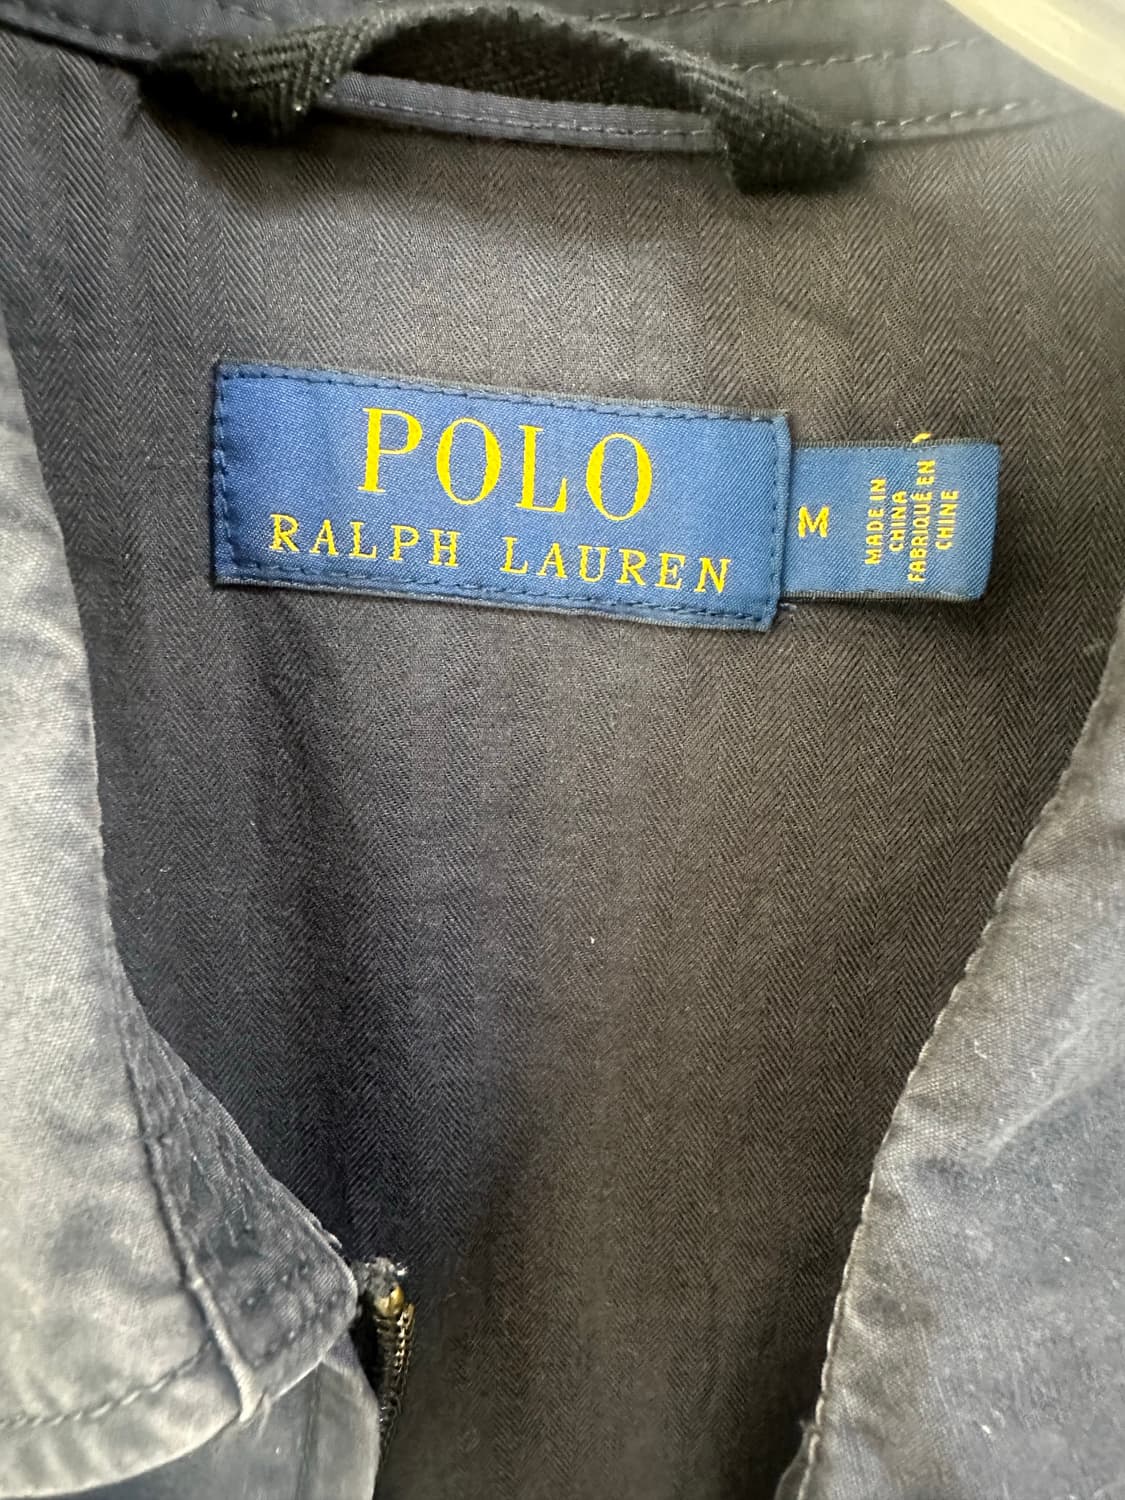 POLO
RALPH LAUREN
M
MADE IN
CHINA
FABRIQUÉ EN
CHINE